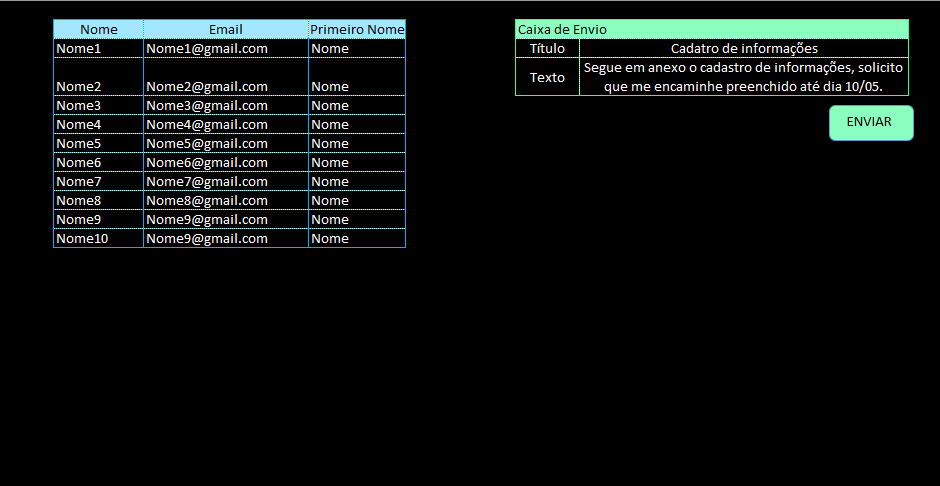 Nome Email Primeiro Nome
Nome1 Nome1@gmail.com Nome
Nome2 Nome2@gmail.com Nome
Nome3 Nome3@gmail.com Nome
Nome4 Nome4@gmail.com Nome
Nome5 Nome5@gmail.com Nome
Nome6 Nome6@gmail.com Nome
Nome7 Nome7@gmail.com Nome
Nome8 Nome8@gmail.com Nome
Nome9 Nome9@gmail.com Nome
Nome10 Nome9@gmail.com Nome
Caixa de Envio
Título Cadatro de informações
Texto Segue em anexo o cadastro de informações, solicito
que me encaminhe preenchido até dia 10/05.
ENVIAR